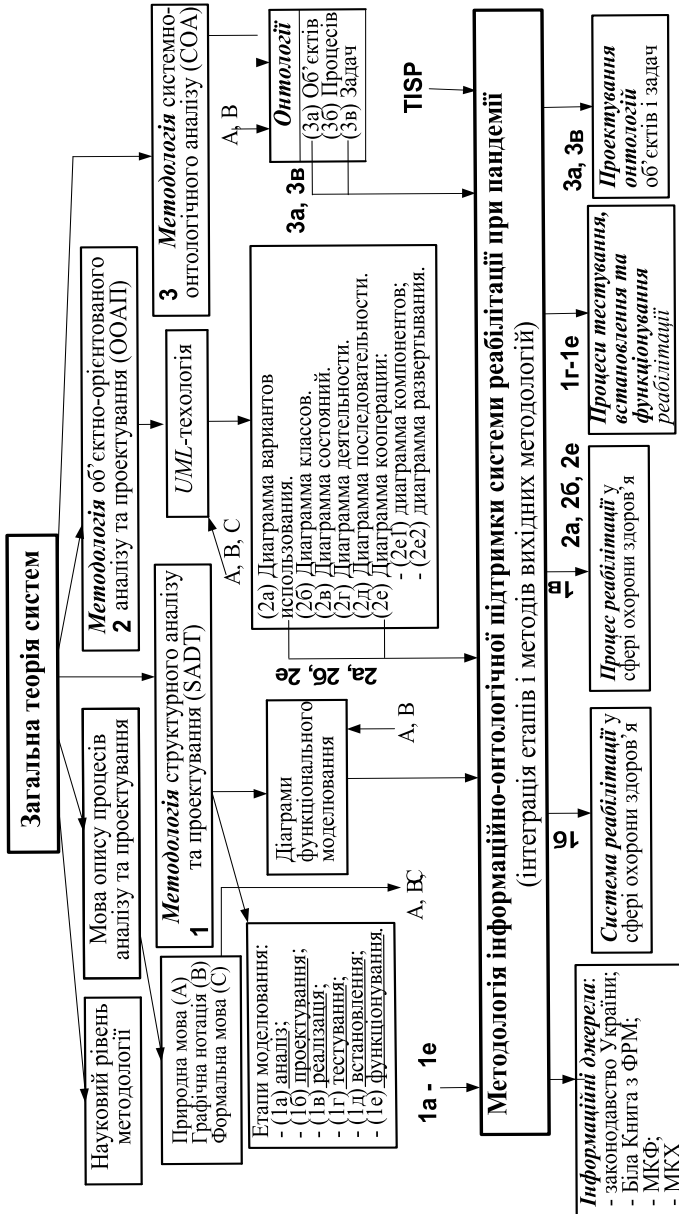 Загальна теорія систем
Науковий рівень
методології
Мова опису процесів
аналізу та проектування
2 Методологія об’єктно-орієнтованого
аналізу та проектування (ООАП)
Природна мова (А)
Графічна нотація (В)
Формальна мова (С)
1 Методологія структурного аналізу
та проектування (SADT)
UML-техологія
3 Методологія системно-
онтологічного аналізу (СОА)
А, В, С
А, В
Етапи моделювання:
- (1а) аналіз;
- (1б) проектування;
- (1в) реалізація;
- (1г) тестування;
- (1д) встановлення;
- (1е) функціонування.
Діаграми
функціонального
моделювання
(2а) Диаграмма вариантов
использования.
(2б) Диаграмма классов.
(2в) Диаграмма состояний.
(2г) Диаграмма деятельности.
(2д) Диаграмма последовательности.
(2е) Диаграмма кооперации:
- (2е1) диаграмма компонентов;
- (2е2) диаграмма развертывания.
Онтології
(3а) Об’єктів
(3б) Процесів
(3в) Задач
А, ВС
А, В
2а, 2б, 2е
3а, 3в
1а - 1е
TISP
Методологія інформаційно-онтологічної підтримки системи реабілітації при пандемії
(інтеграція етапів і методів вихідних методологій)
1б
1в
2а, 2б, 2е
1г-1е
3а, 3в
Інформаційні джерела:
- законодавство України;
- Біла Книга з ФРМ;
- МКФ;
- МКХ
Система реабілітації у
сфері охорони здоров’я
Процес реабілітації у
сфері охорони здоров’я
Процеси тестування,
встановлення та
функціонування
реабілітації
Проектування
онтологій
об’єктів і задач